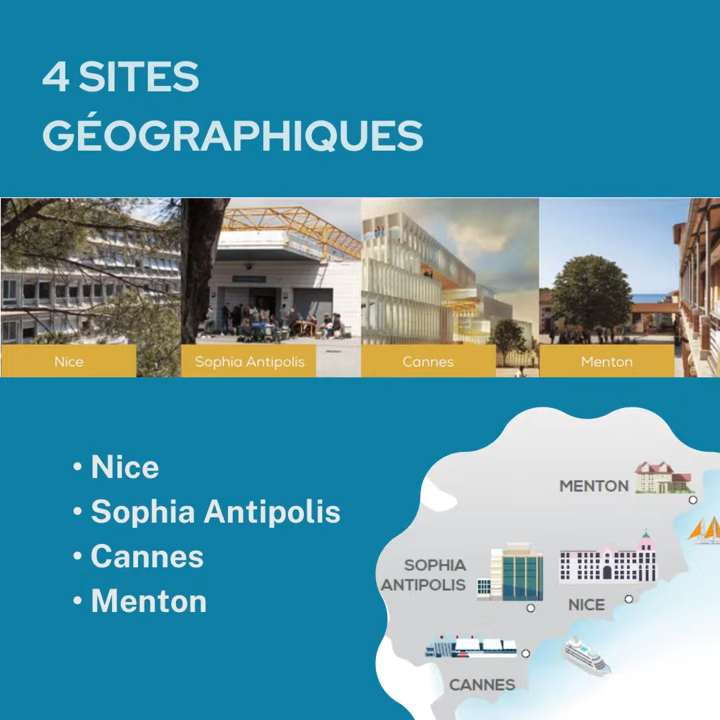 4 SITES
GÉOGRAPHIQUES
Nice
Sophia Antipolis
Cannes
Menton
• Nice
• Sophia Antipolis
• Cannes
• Menton
MENTON
SOPHIA
ANTIPOLIS
NICE
CANNES